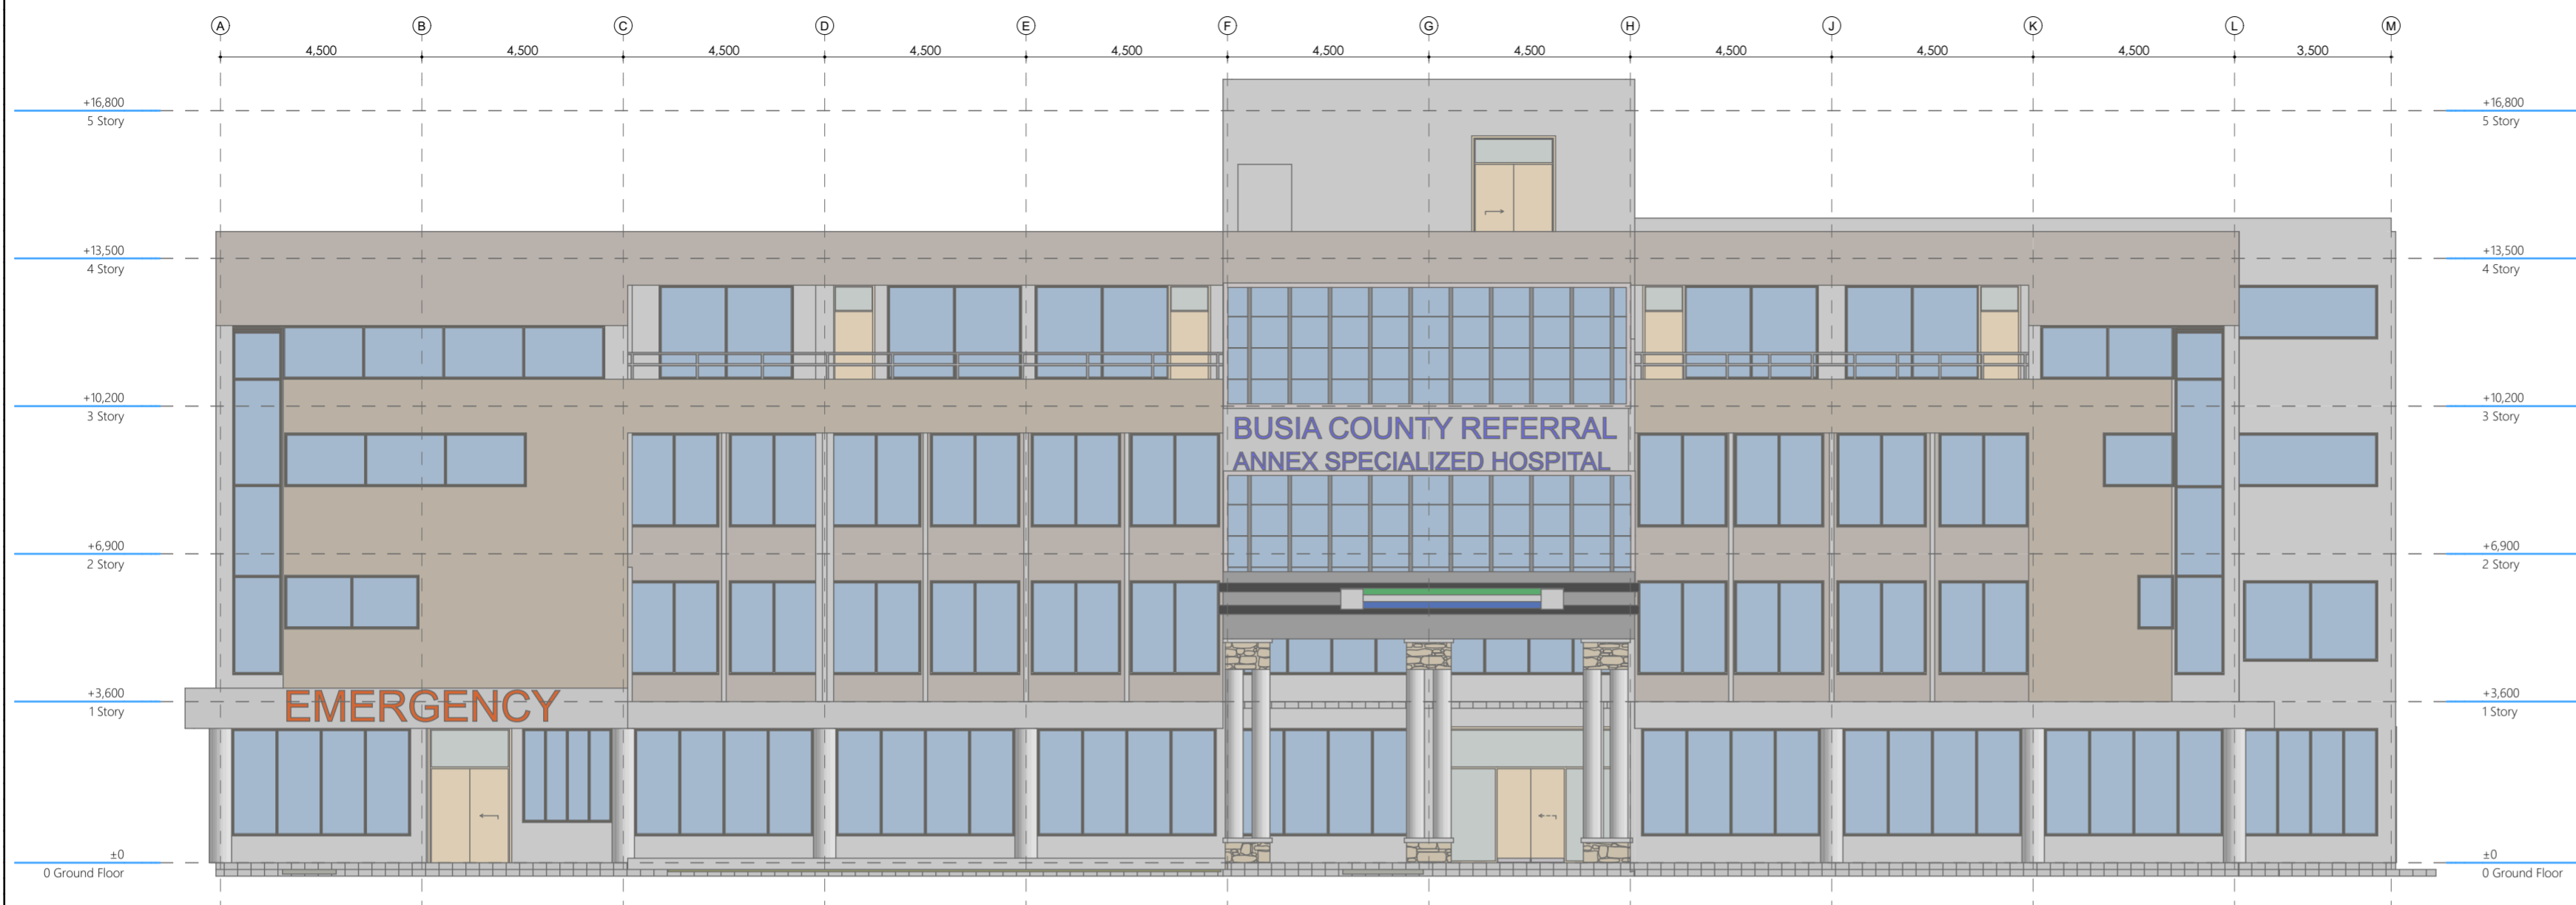 A B C D E F G H J K L M
4,500 4,500 4,500 4,500 4,500 4,500 4,500 4,500 4,500 4,500 3,500
+16,800 +16,800
5 Story 5 Story
+13,500 +13,500
4 Story 4 Story
+10,200 +10,200
3 Story 3 Story
BUSIA COUNTY REFERRAL
ANNEX SPECIALIZED HOSPITAL
+6,900 +6,900
2 Story 2 Story
EMERGENCY
+3,600 +3,600
1 Story 1 Story
±0 ±0
0 Ground Floor 0 Ground Floor